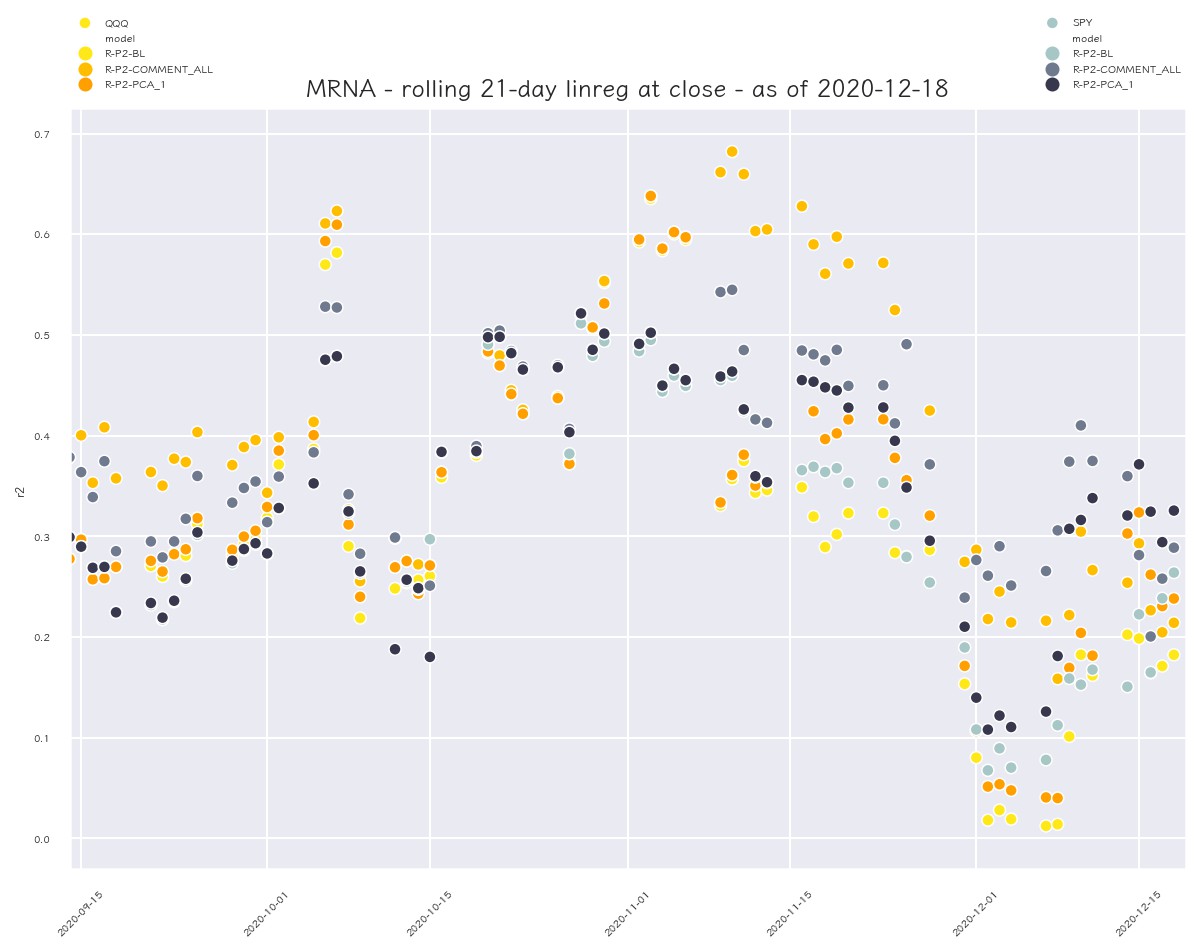 QQQ
model
R-P2-BL
R-P2-COMMENT_ALL
R-P2-PCA_1
SPY
model
R-P2-BL
R-P2-COMMENT_ALL
R-P2-PCA_1
MRNA - rolling 21-day linreg at close - as of 2020-12-18
0.7
0.6
0.5
0.4
0.3
0.2
0.1
0.0
r2
2020-09-15
2020-10-01
2020-10-15
2020-11-01
2020-11-15
2020-12-01
2020-12-15